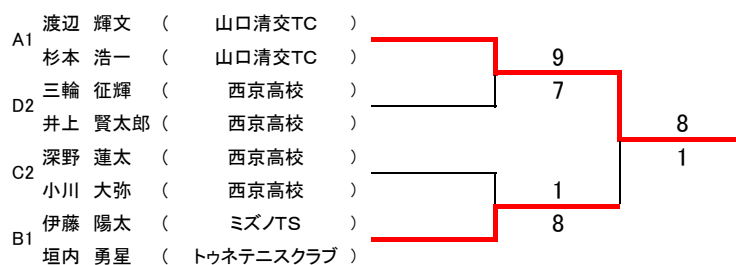 A1
渡辺 輝文 ( 山口清交TC )
杉本 浩一 ( 山口清交TC )
D2
三輪 征輝 ( 西京高校 )
井上 賢太郎 ( 西京高校 )
9
7
C2
深野 蓮太 ( 西京高校 )
小川 大弥 ( 西京高校 )
B1
伊藤 陽太 ( ミズノTS )
垣内 勇星 ( トゥネテニスクラブ )
1
8
8
1